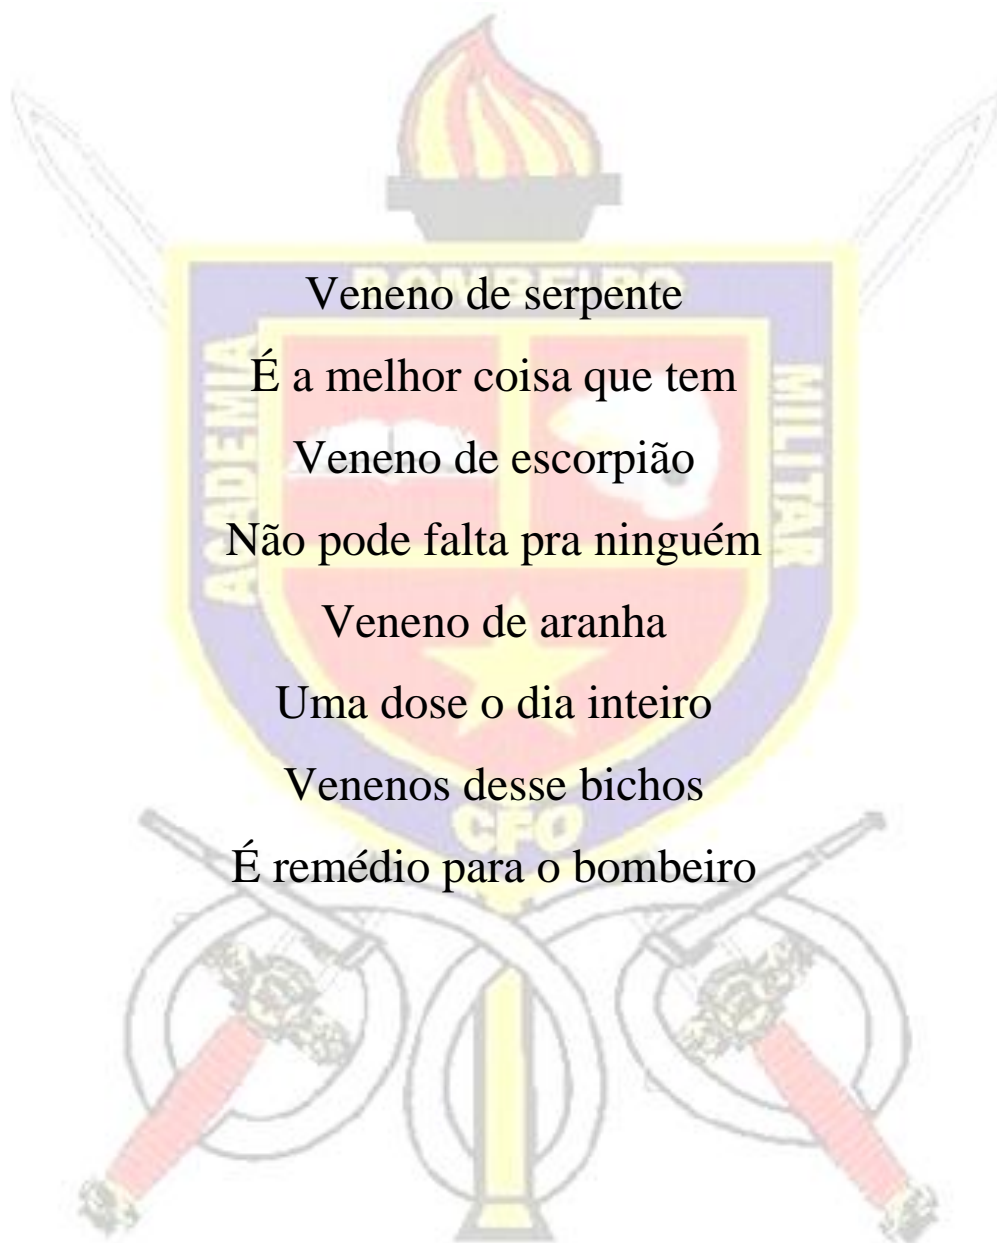 BOMBEIRO
Veneno de serpente
É a melhor coisa que tem
Veneno de escorpião
Não pode falta pra ninguém
Veneno de aranha
Uma dose o dia inteiro
Venenos desse bichos
É remédio para o bombeiro
ACADEMIA
MILITAR
CFO